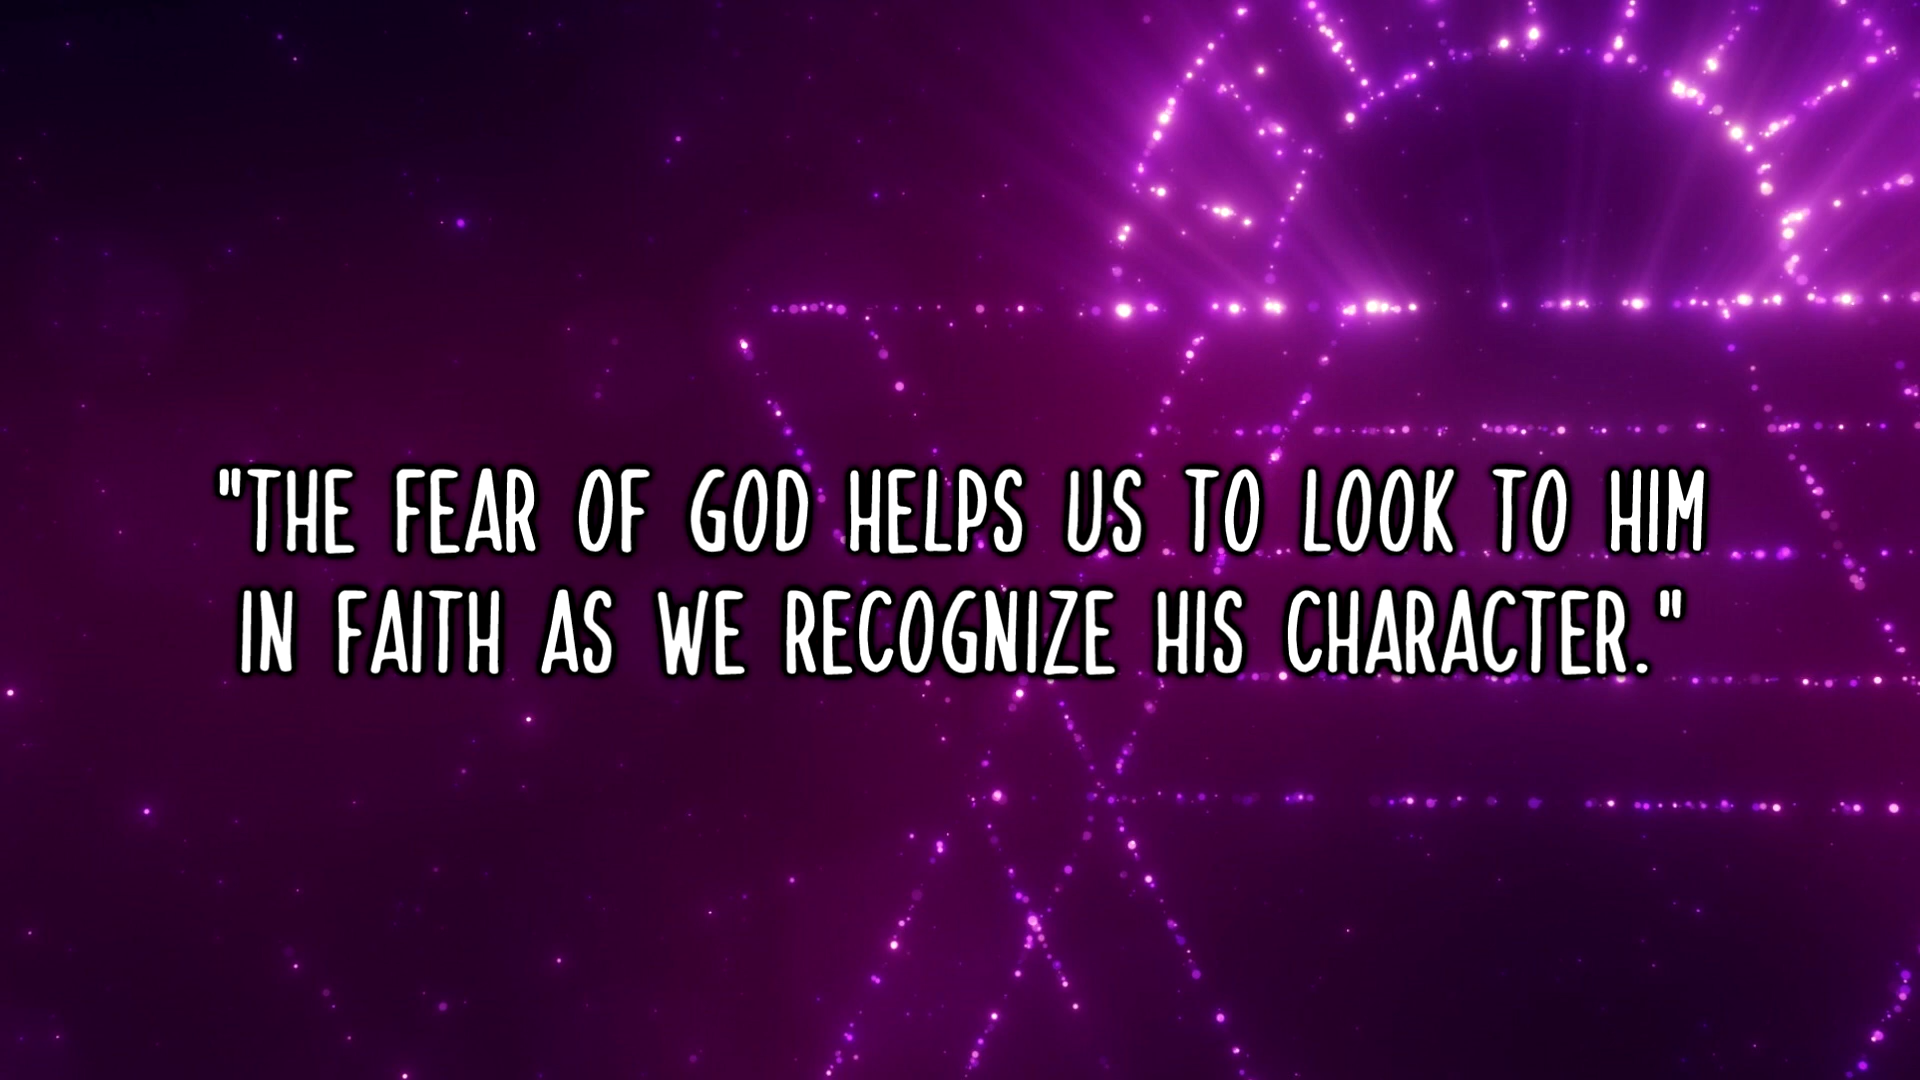 "THE FEAR OF GOD HELPS US TO LOOK TO HIM
IN FAITH AS WE RECOGNIZE HIS CHARACTER."